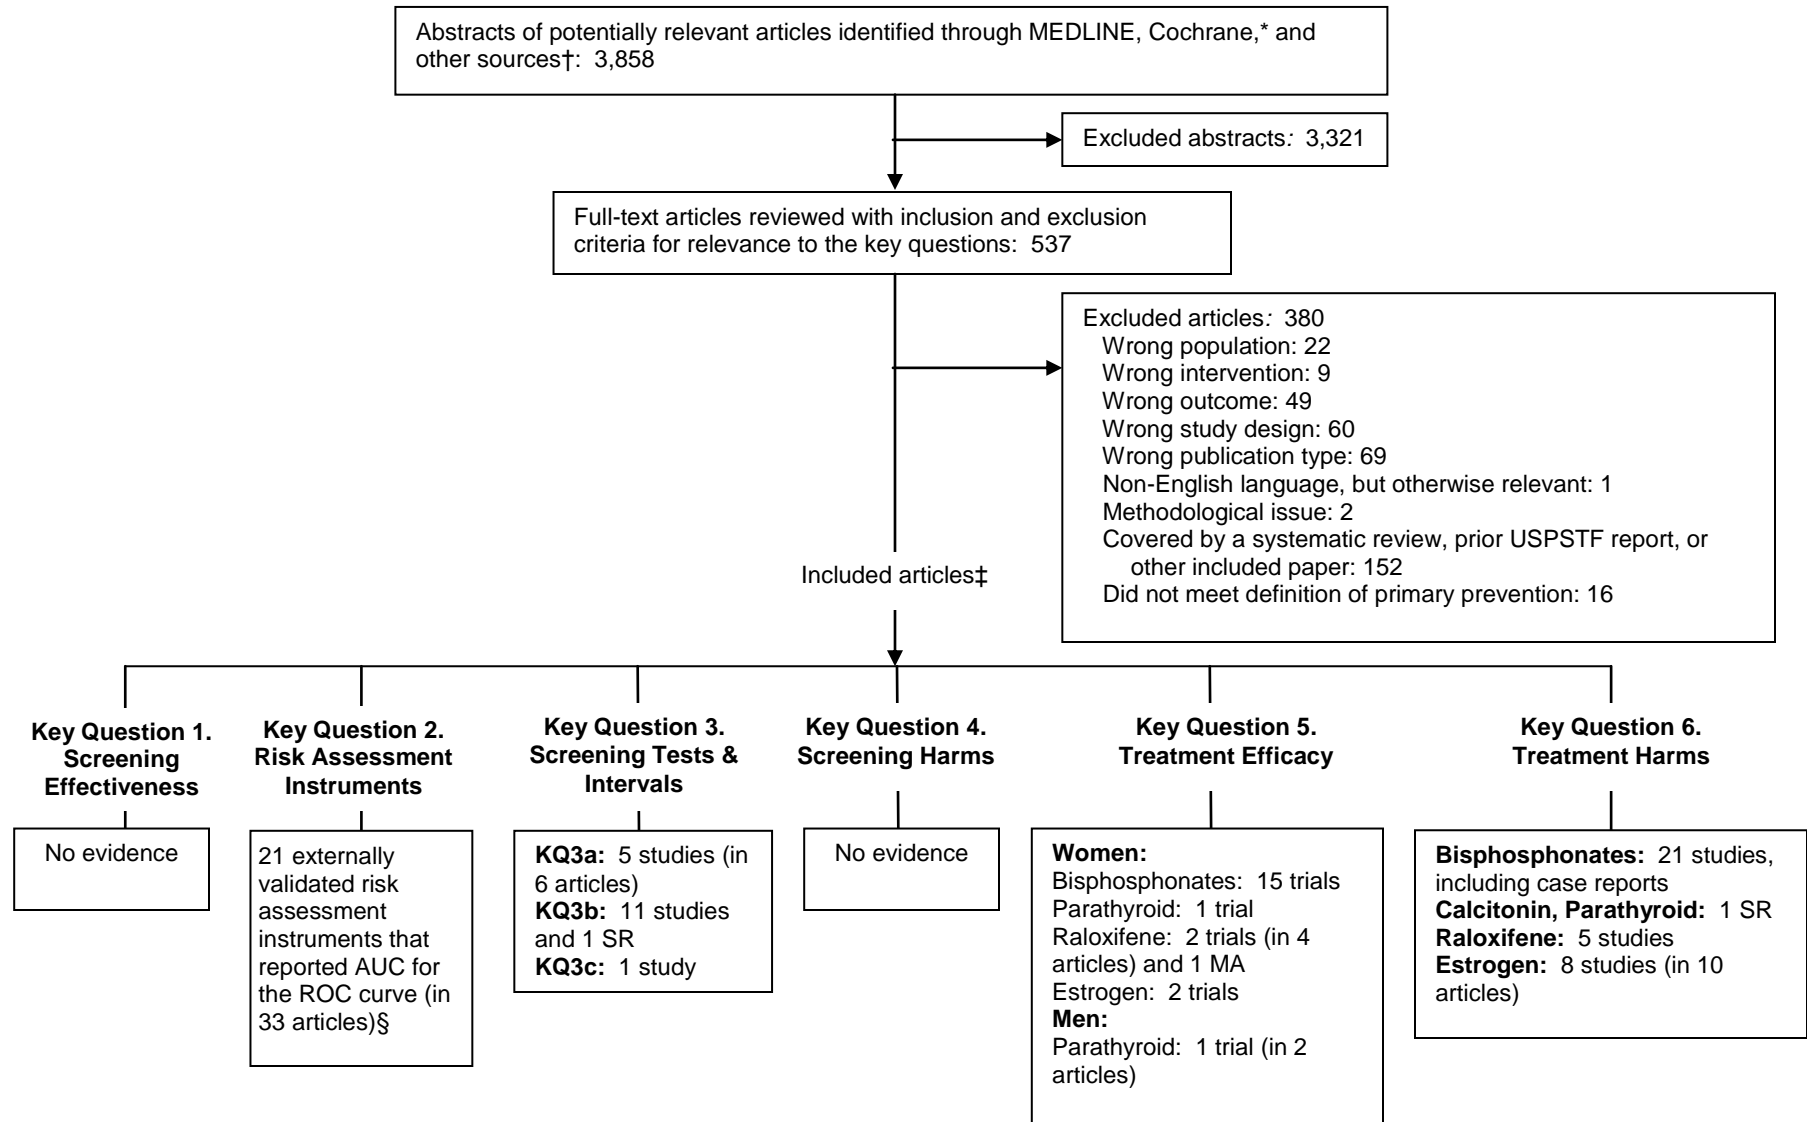 Abstracts of potentially relevant articles identified through MEDLINE, Cochrane,* and
other sources†: 3,858
Excluded abstracts: 3,321
Full-text articles reviewed with inclusion and exclusion
criteria for relevance to the key questions: 537
Excluded articles: 380
Wrong population: 22
Wrong intervention: 9
Wrong outcome: 49
Wrong study design: 60
Wrong publication type: 69
Non-English language, but otherwise relevant: 1
Methodological issue: 2
Covered by a systematic review, prior USPSTF report, or
other included paper: 152
Did not meet definition of primary prevention: 16
Included articles‡
Key Question 1.
Screening
Effectiveness
No evidence
Key Question 2.
Risk Assessment
Instruments
21 externally
validated risk
assessment
instruments that
reported AUC for
the ROC curve (in
33 articles)§
Key Question 3.
Screening Tests &
Intervals
KQ3a: 5 studies (in
6 articles)
KQ3b: 11 studies
and 1 SR
KQ3c: 1 study
Key Question 4.
Screening Harms
No evidence
Key Question 5.
Treatment Efficacy
Women:
Bisphosphonates: 15 trials
Parathyroid: 1 trial
Raloxifene: 2 trials (in 4
articles) and 1 MA
Estrogen: 2 trials
Men:
Parathyroid: 1 trial (in 2
articles)
Key Question 6.
Treatment Harms
Bisphosphonates: 21 studies,
including case reports
Calcitonin, Parathyroid: 1 SR
Raloxifene: 5 studies
Estrogen: 8 studies (in 10
articles)